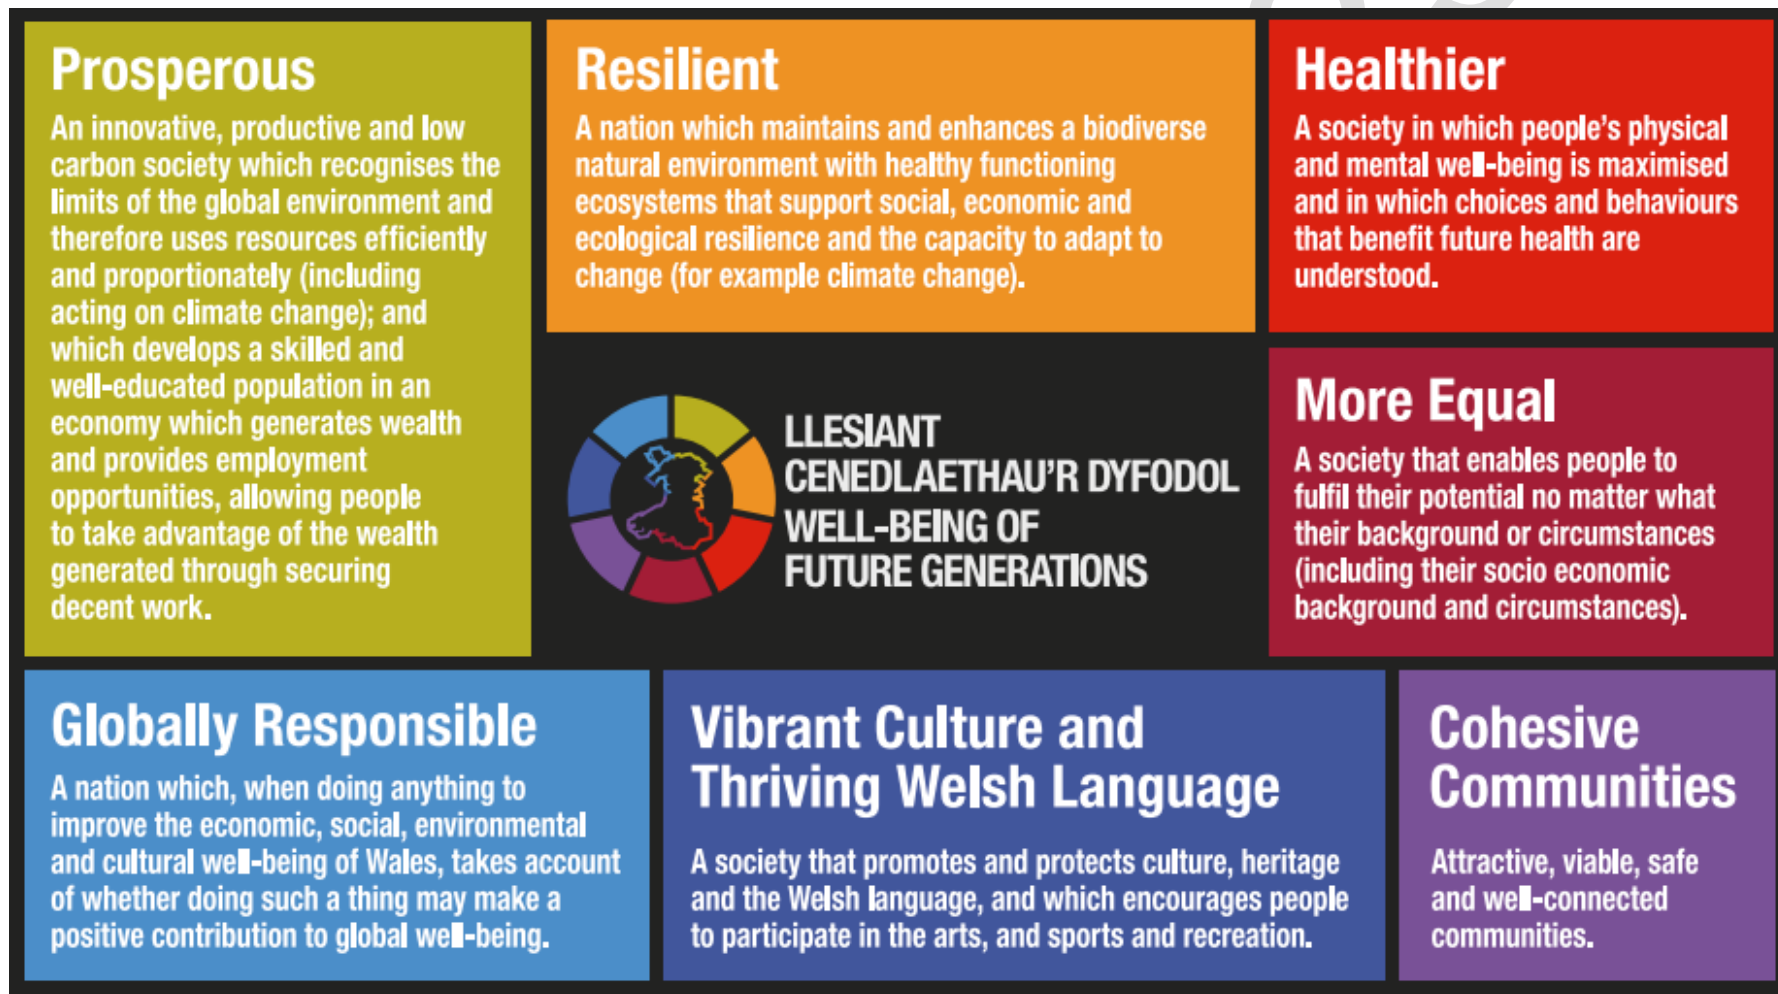 Prosperous
An innovative, productive and low
carbon society which recognises the
limits of the global environment and
therefore uses resources efficiently
and proportionately (including
acting on climate change); and
which develops a skilled and
well-educated population in an
economy which generates wealth
and provides employment
opportunities, allowing people
to take advantage of the wealth
generated through securing
decent work.
Resilient
A nation which maintains and enhances a biodiverse
natural environment with healthy functioning
ecosystems that support social, economic and
ecological resilience and the capacity to adapt to
change (for example climate change).
Healthier
A society in which people's physical
and mental well-being is maximised
and in which choices and behaviours
that benefit future health are
understood.
LLESIANT
CENEDLAETHAU'R DYFODOL
WELL-BEING OF
FUTURE GENERATIONS
More Equal
A society that enables people to
fulfil their potential no matter what
their background or circumstances
(including their socio economic
background and circumstances).
Globally Responsible
A nation which, when doing anything to
improve the economic, social, environmental
and cultural well-being of Wales, takes account
of whether doing such a thing may make a
positive contribution to global well-being.
Vibrant Culture and
Thriving Welsh Language
A society that promotes and protects culture, heritage
and the Welsh language, and which encourages people
to participate in the arts, and sports and recreation.
Cohesive
Communities
Attractive, viable, safe
and well-connected
communities.